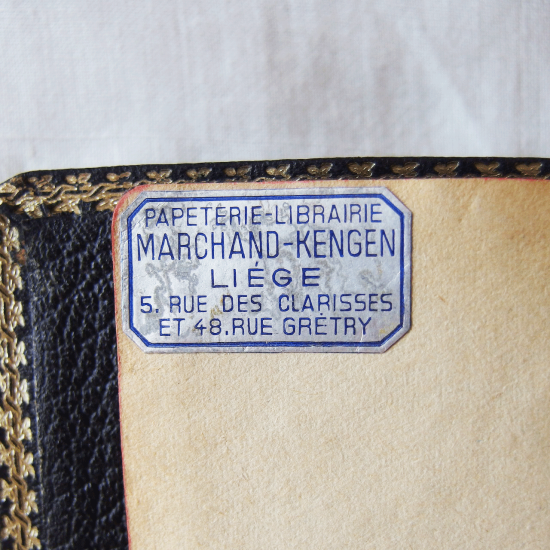 PAPETERIE-LIBRAIRIE
MARCHAND-KENGEN
LIÉGE
5, RUE DES CLARISSES
ET 48, RUE GRÉTRY